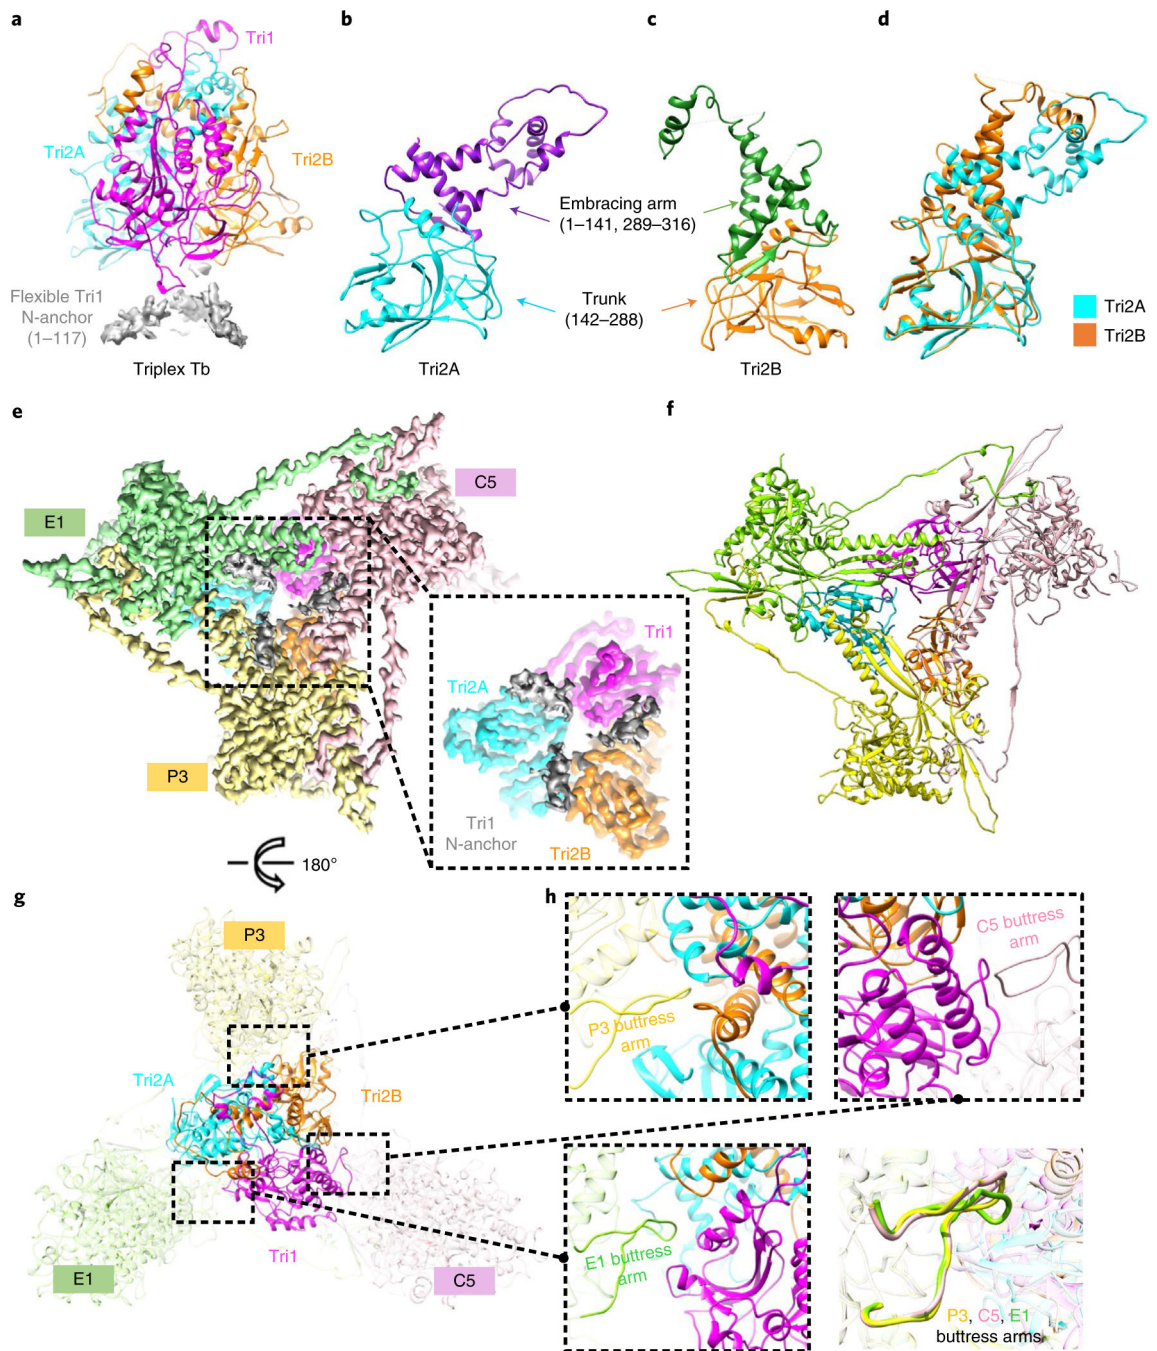 a
b
c
d
Tri1
Tri2A
Tri2B
Flexible Tri1
N-anchor
(1–117)
Triplex Tb
Embracing arm
(1–141, 289–316)
Trunk
(142–288)
Tri2A
Tri2B
Tri2A
Tri2B
e
f
E1
C5
P3
Tri1
Tri2A
Tri1
N-anchor
Tri2B
180°
g
h
P3
Tri2A
Tri2B
E1
Tri1
C5
P3 buttress
arm
C5 buttress
arm
E1 buttress
arm
P3, C5, E1
buttress arms